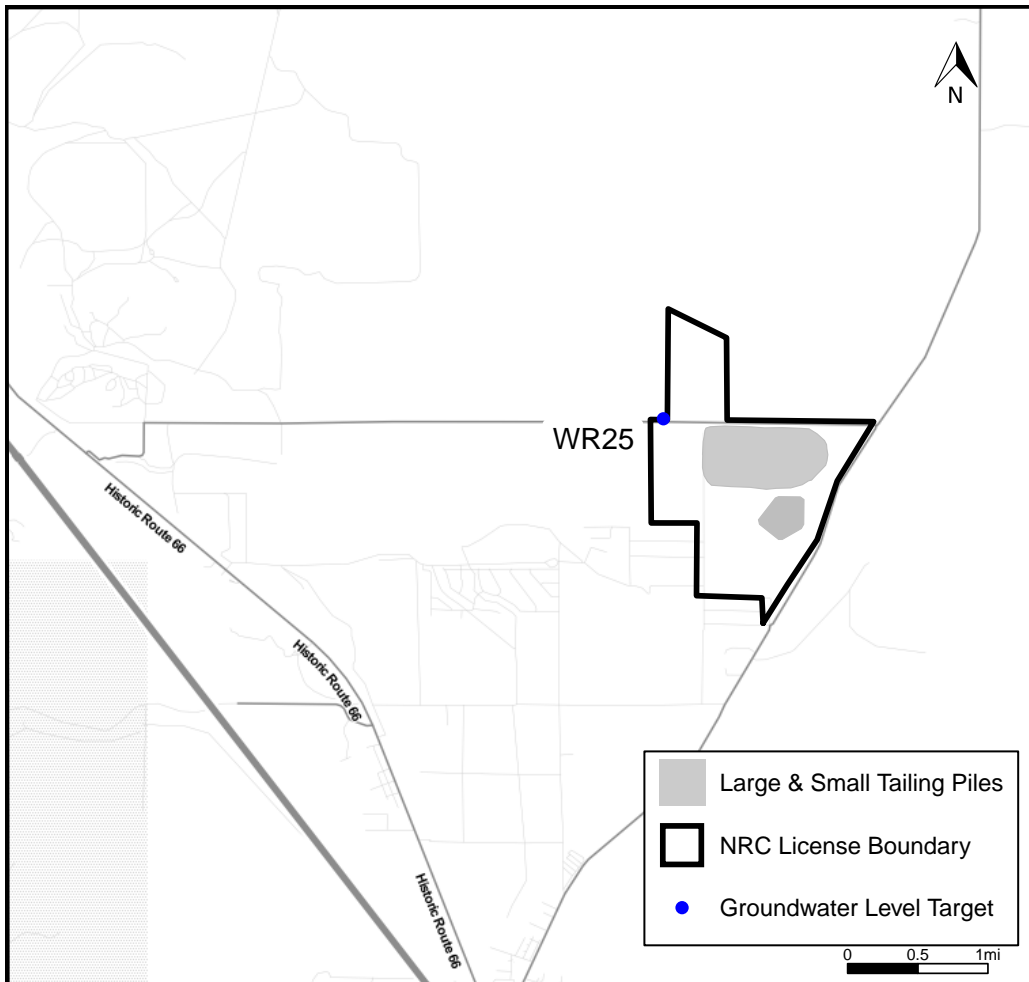 N
WR25
Historic Route 66
Historic Route 66
Historic Route 66
Large & Small Tailing Piles
NRC License Boundary
Groundwater Level Target
0 0.5 1mi